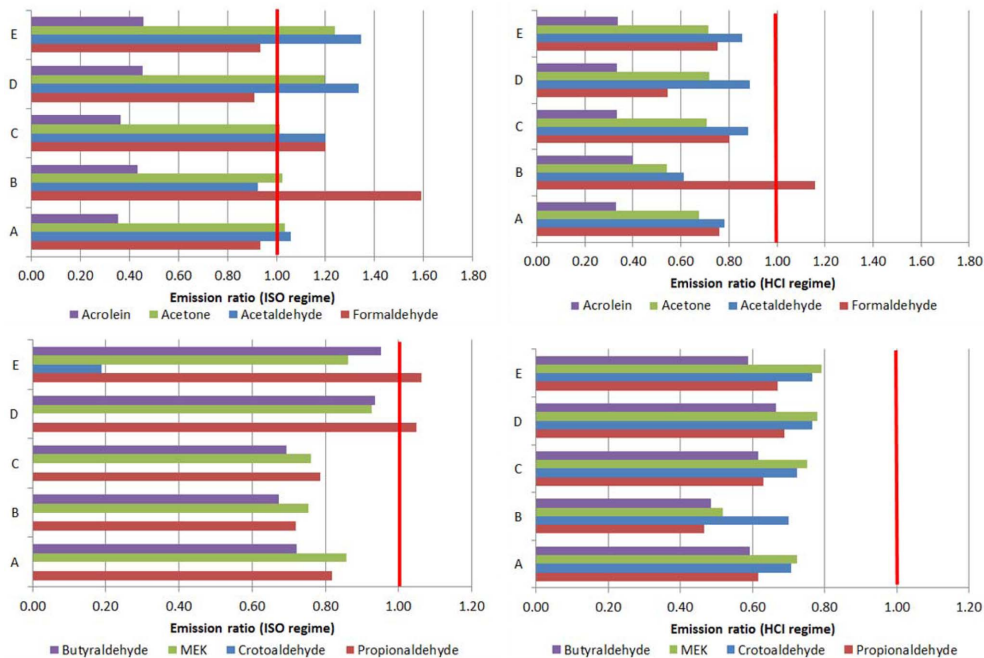 E
D
C
B
A
0.00 0.20 0.40 0.60 0.80 1.00 1.20 1.40 1.60 1.80
Emission ratio (ISO regime)
Acrolein Acetone Acetaldehyde Formaldehyde
E
D
C
B
A
0.00 0.20 0.40 0.60 0.80 1.00 1.20 1.40 1.60 1.80
Emission ratio (HCI regime)
Acrolein Acetone Acetaldehyde Formaldehyde
E
D
C
B
A
0.00 0.20 0.40 0.60 0.80 1.00 1.20
Emission ratio (ISO regime)
Butyraldehyde MEK Crotoaldehyde Propionaldehyde
E
D
C
B
A
0.00 0.20 0.40 0.60 0.80 1.00 1.20
Emission ratio (HCI regime)
Butyraldehyde MEK Crotoaldehyde Propionaldehyde